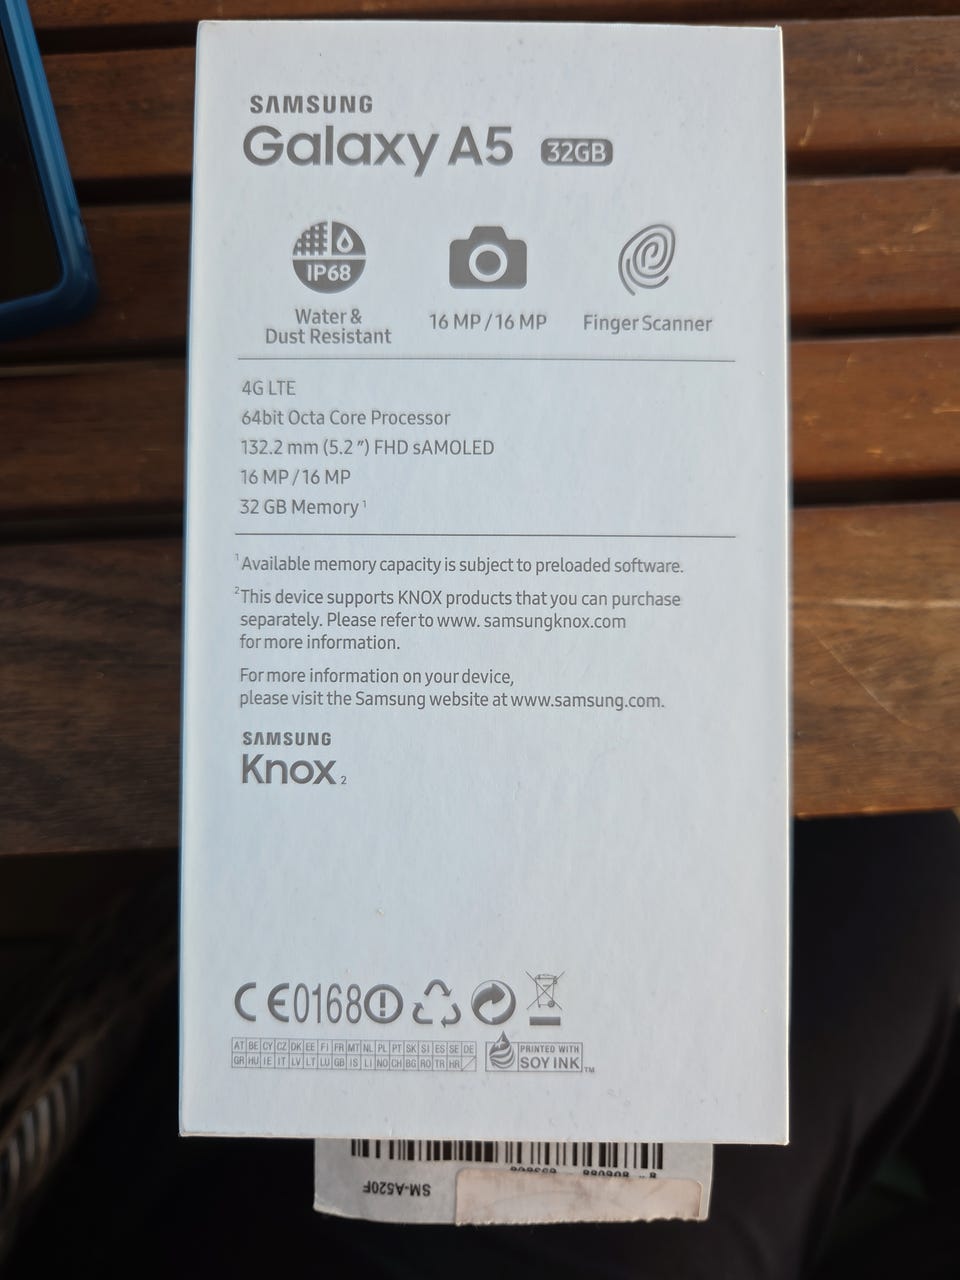 SAMSUNG
Galaxy A5 32GB
IP68
Water &
Dust Resistant
16 MP / 16 MP
Finger Scanner
4G LTE
64bit Octa Core Processor
132.2 mm (5.2 ″) FHD sAMOLED
16 MP / 16 MP
32 GB Memory 1
1 Available memory capacity is subject to preloaded software.
2 This device supports KNOX products that you can purchase
separately. Please refer to www. samsungknox.com
for more information.
For more information on your device,
please visit the Samsung website at www.samsung.com.
SAMSUNG
Knox 2
CE0168
AT BE CY CZ DK EE FI FR MT NL PL PT SK SI ES SE DE
GR HU IE IT LV LT LU GB IS LI NO CH BG RO TR HR
PRINTED WITH
SOY INK TM
SM-A520F